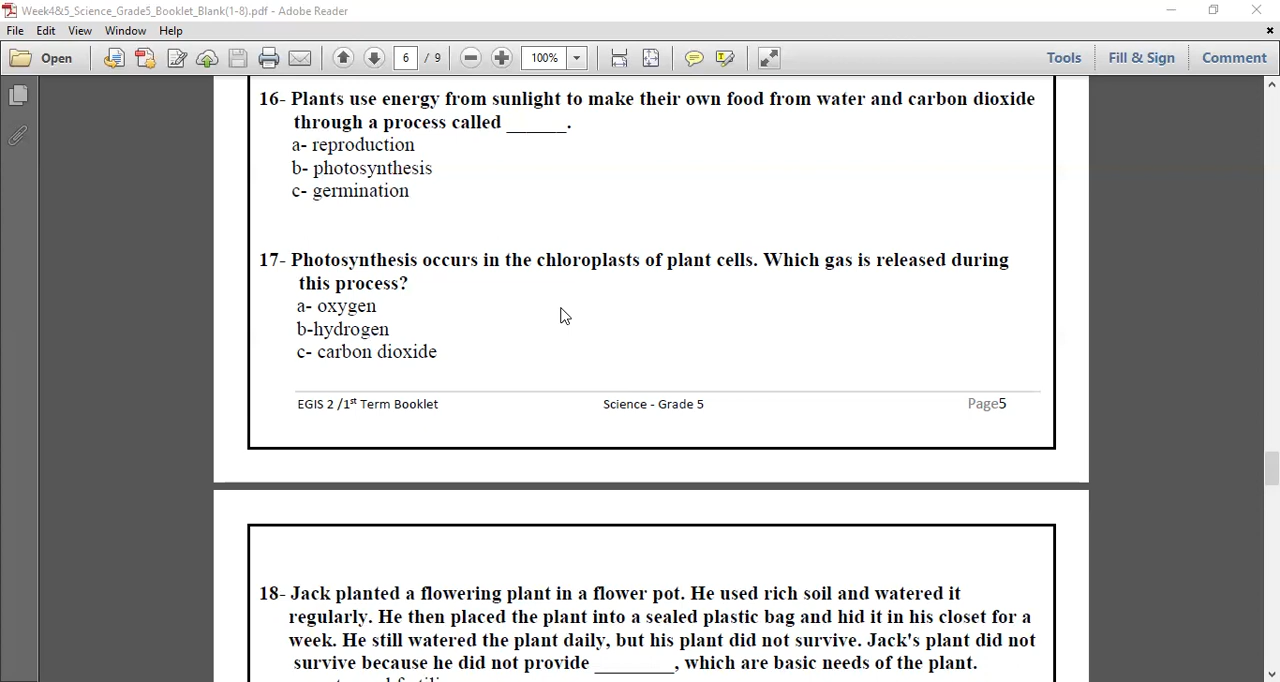 Week4&5_Science_Grade5_Booklet_Blank(1-8).pdf - Adobe Reader
File Edit View Window Help
Open 6 / 9 100% Tools Fill & Sign Comment
16- Plants use energy from sunlight to make their own food from water and carbon dioxide
through a process called ______.
a- reproduction
b- photosynthesis
c- germination
17- Photosynthesis occurs in the chloroplasts of plant cells. Which gas is released during
this process?
a- oxygen
b-hydrogen
c- carbon dioxide
EGIS 2 /1st Term Booklet Science - Grade 5 Page5
18- Jack planted a flowering plant in a flower pot. He used rich soil and watered it
regularly. He then placed the plant into a sealed plastic bag and hid it in his closet for a
week. He still watered the plant daily, but his plant did not survive. Jack's plant did not
survive because he did not provide ________, which are basic needs of the plant.